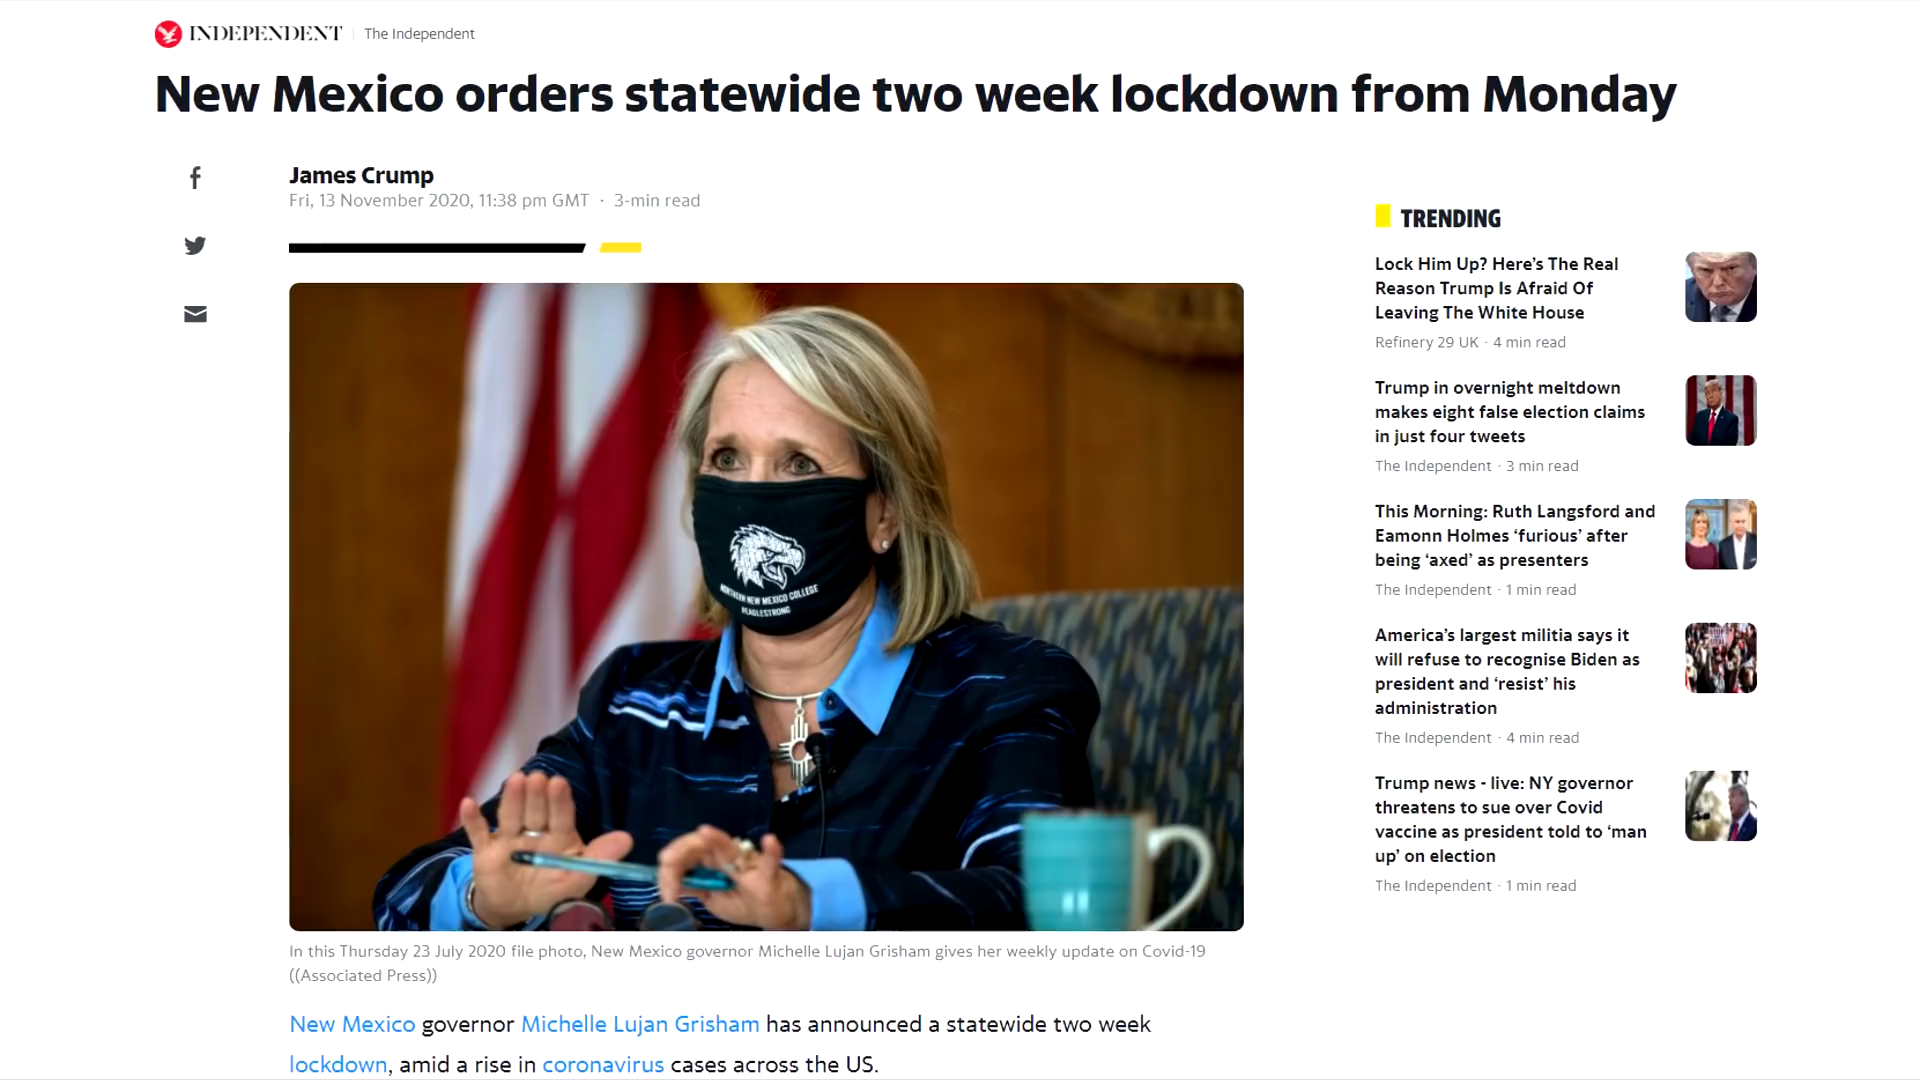 INDEPENDENT
The Independent
New Mexico orders statewide two week lockdown from Monday
James Crump
Fri, 13 November 2020, 11:38 pm GMT · 3-min read
NORTHERN NEW MEXICO COLLEGE
#EAGLESTRONG
In this Thursday 23 July 2020 file photo, New Mexico governor Michelle Lujan Grisham gives her weekly update on Covid-19
((Associated Press))
New Mexico governor Michelle Lujan Grisham has announced a statewide two week
lockdown, amid a rise in coronavirus cases across the US.
TRENDING
Lock Him Up? Here’s The Real
Reason Trump Is Afraid Of
Leaving The White House
Refinery 29 UK · 4 min read
Trump in overnight meltdown
makes eight false election claims
in just four tweets
The Independent · 3 min read
This Morning: Ruth Langsford and
Eamonn Holmes ‘furious’ after
being ‘axed’ as presenters
The Independent · 1 min read
America’s largest militia says it
will refuse to recognise Biden as
president and ‘resist’ his
administration
The Independent · 4 min read
Trump news - live: NY governor
threatens to sue over Covid
vaccine as president told to ‘man
up’ on election
The Independent · 1 min read